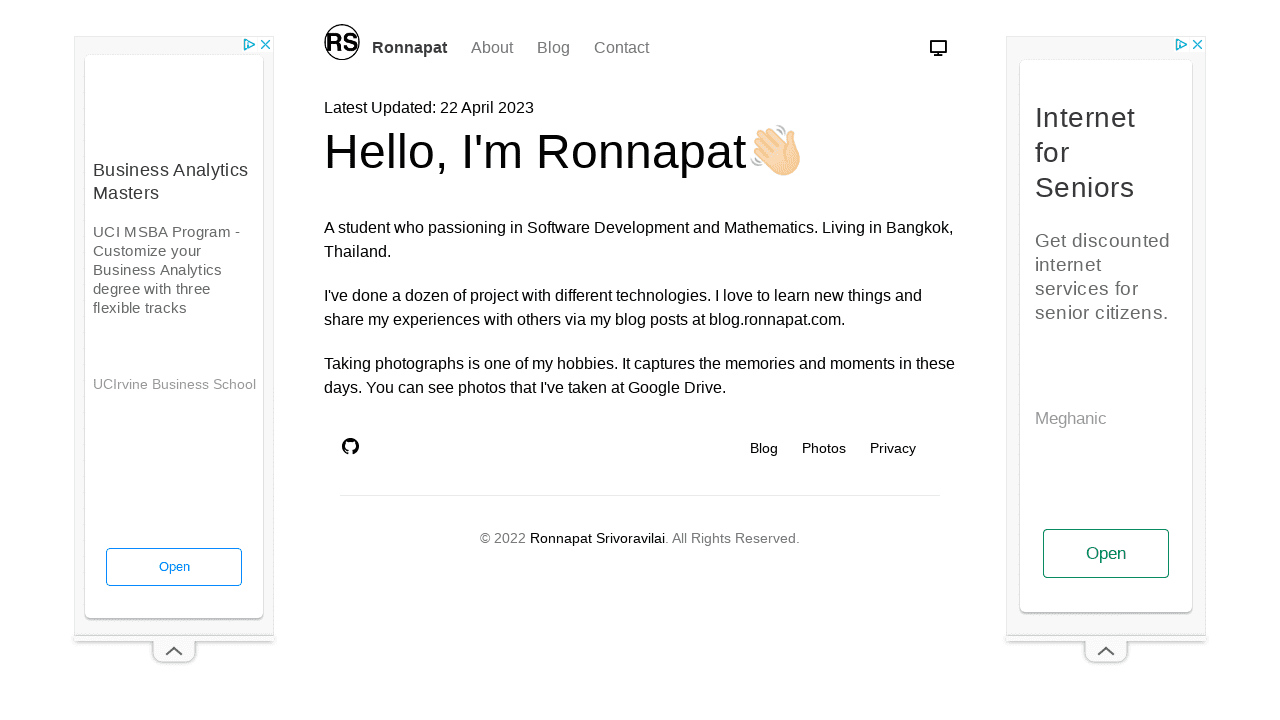 RS Ronnapat About Blog Contact
Latest Updated: 22 April 2023
Hello, I'm Ronnapat👋🏻
A student who passioning in Software Development and Mathematics. Living in Bangkok,
Thailand.
I've done a dozen of project with different technologies. I love to learn new things and
share my experiences with others via my blog posts at blog.ronnapat.com.
Taking photographs is one of my hobbies. It captures the memories and moments in these
days. You can see photos that I've taken at Google Drive.
Blog Photos Privacy
© 2022 Ronnapat Srivoravilai. All Rights Reserved.
Business Analytics
Masters
UCI MSBA Program -
Customize your
Business Analytics
degree with three
flexible tracks
UCIrvine Business School
Open
Internet
for
Seniors
Get discounted
internet
services for
senior citizens.
Meghanic
Open